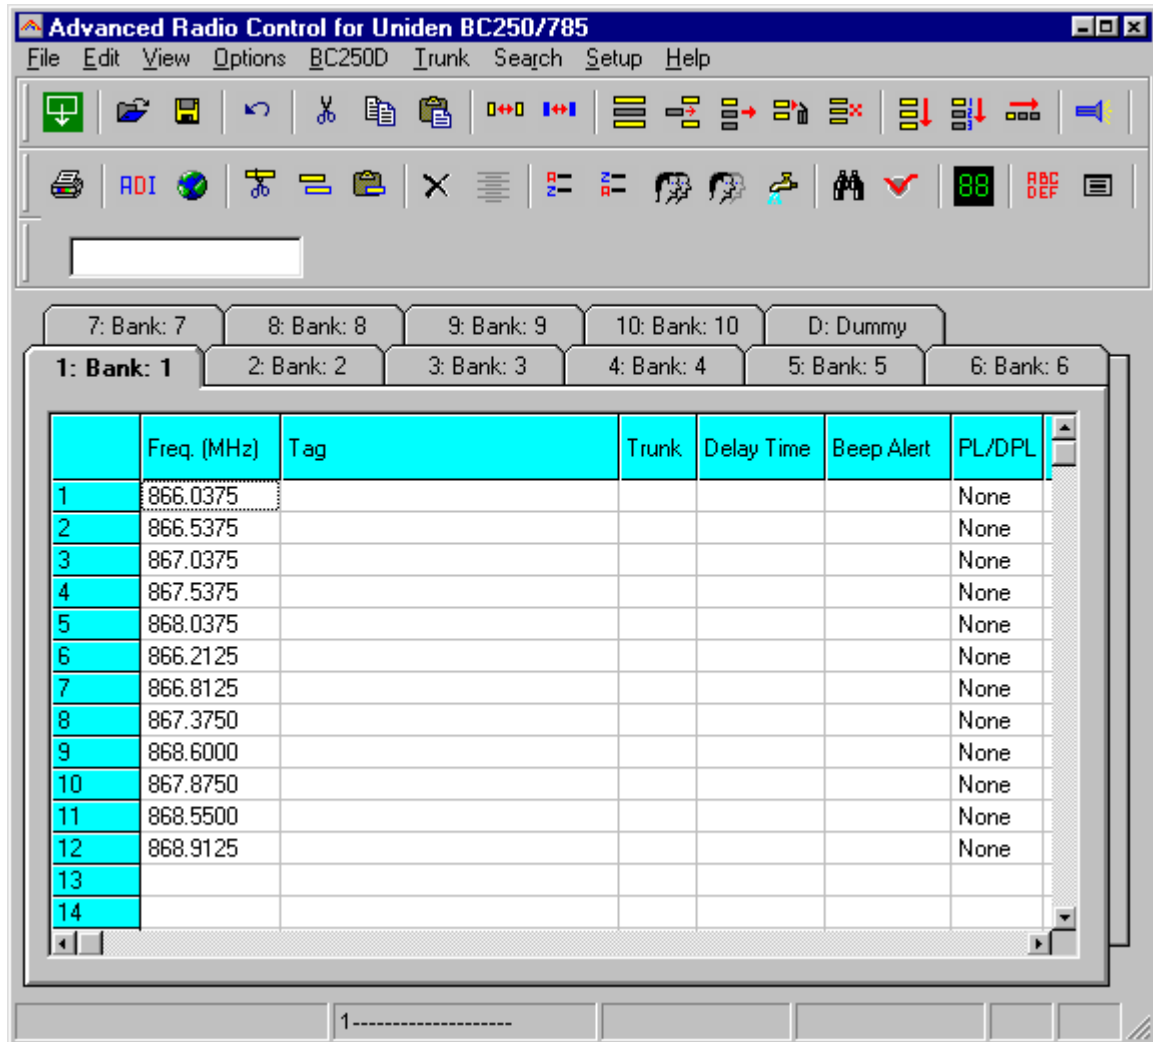 Advanced Radio Control for Uniden BC250/785
File Edit View Options BC250D Trunk Search Setup Help
ADI 88 ABC DEF
7: Bank: 7 8: Bank: 8 9: Bank: 9 10: Bank: 10 D: Dummy
1: Bank: 1 2: Bank: 2 3: Bank: 3 4: Bank: 4 5: Bank: 5 6: Bank: 6
Freq. (MHz) Tag Trunk Delay Time Beep Alert PL/DPL
1 866.0375 None
2 866.5375 None
3 867.0375 None
4 867.5375 None
5 868.0375 None
6 866.2125 None
7 866.8125 None
8 867.3750 None
9 868.6000 None
10 867.8750 None
11 868.5500 None
12 868.9125 None
13
14
1--------------------